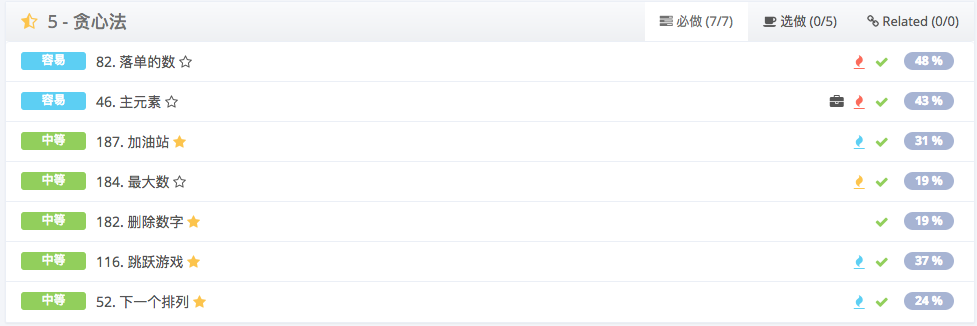 5 - 贪心法 必做 (7/7) 选做 (0/5) Related (0/0)
容易 82. 落单的数 48 %
容易 46. 主元素 43 %
中等 187. 加油站 31 %
中等 184. 最大数 19 %
中等 182. 删除数字 19 %
中等 116. 跳跃游戏 37 %
中等 52. 下一个排列 24 %